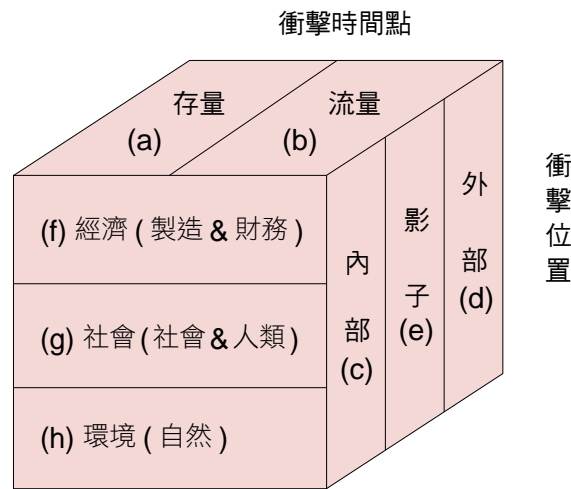 衝擊時間點
存量
(a)
流量
(b)
(f) 經濟 ( 製造 & 財務 )
(g) 社會 ( 社會 & 人類 )
(h) 環境 ( 自然 )
內部
(c)
影子
(e)
外部
(d)
衝擊位置